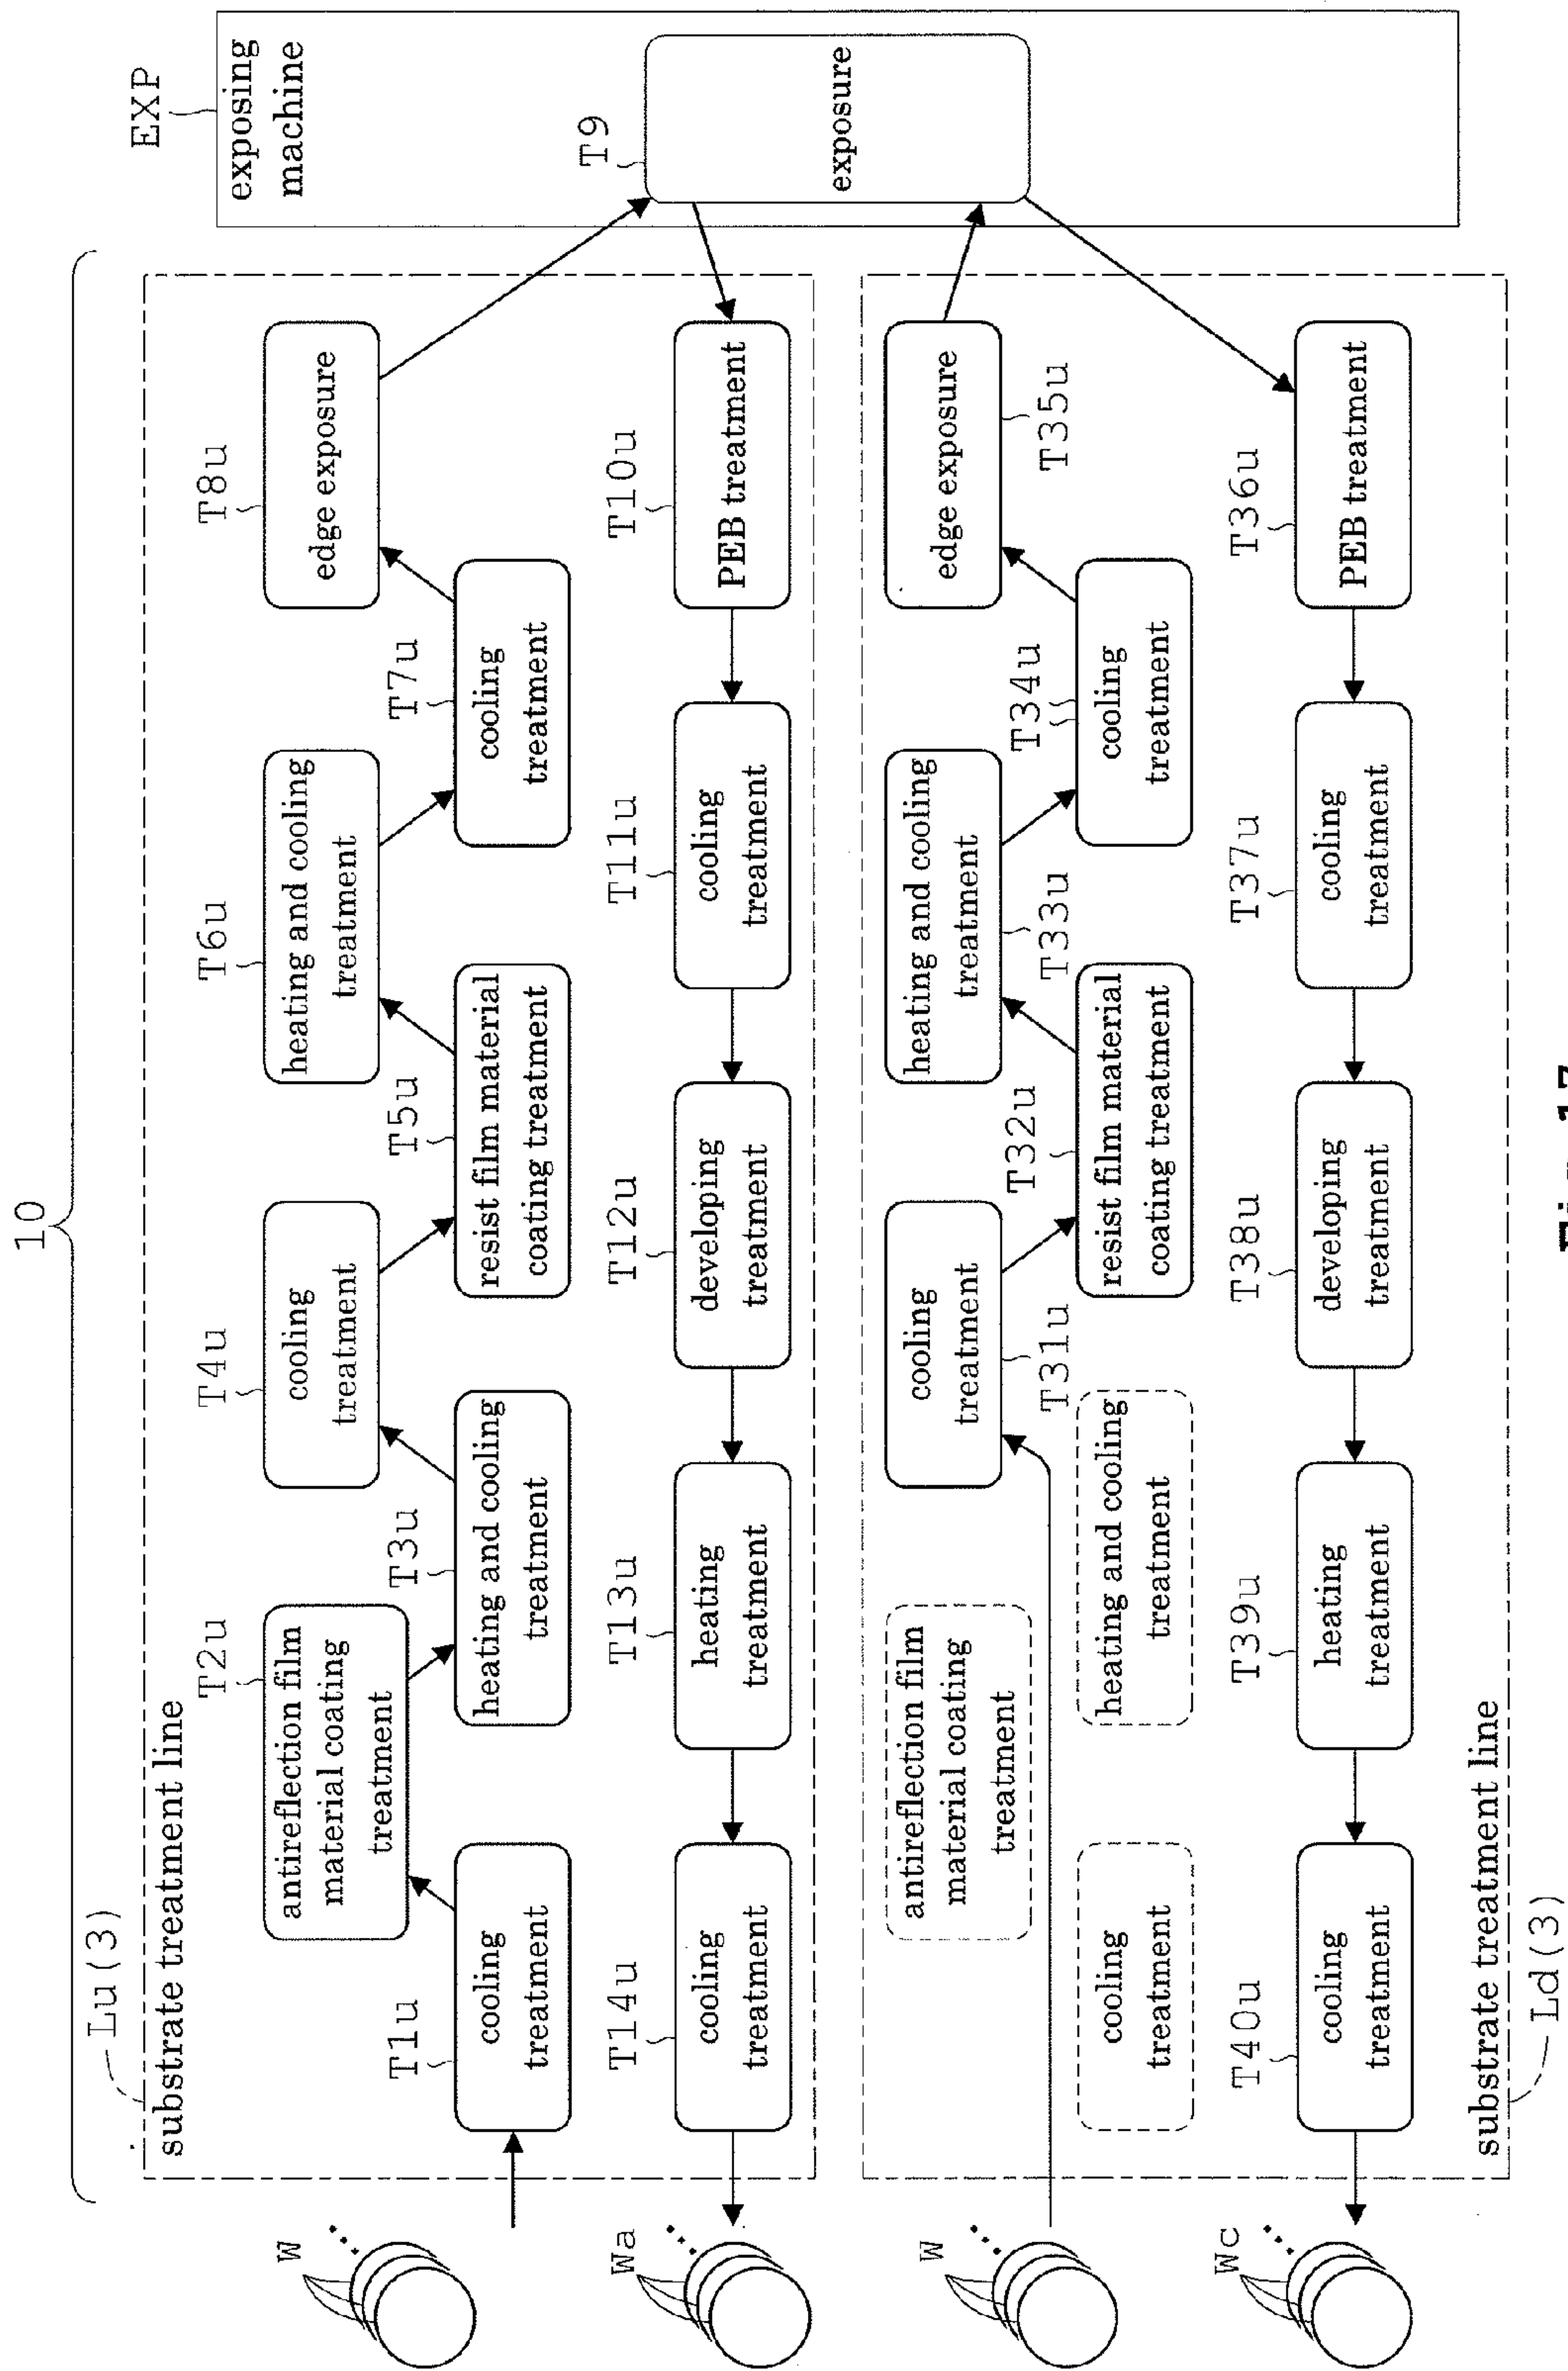 10
EXP
exposing
machine
T9
exposure
Lu(3)
substrate treatment line
W
T1u
cooling
treatment
T2u
antireflection film
material coating
treatment
T3u
heating and cooling
treatment
T4u
cooling
treatment
T5u
resist film material
coating treatment
T6u
heating and cooling
treatment
T7u
cooling
treatment
T8u
edge exposure
T10u
PEB treatment
T11u
cooling
treatment
T12u
developing
treatment
T13u
heating
treatment
T14u
cooling
treatment
Wa
W
cooling
treatment
antireflection film
material coating
treatment
heating and cooling
treatment
T31u
cooling
treatment
T32u
resist film material
coating treatment
T33u
heating and cooling
treatment
T34u
cooling
treatment
T35u
edge exposure
T36u
PEB treatment
T37u
cooling
treatment
T38u
developing
treatment
T39u
heating
treatment
T40u
cooling
treatment
Wc
substrate treatment line
Ld(3)